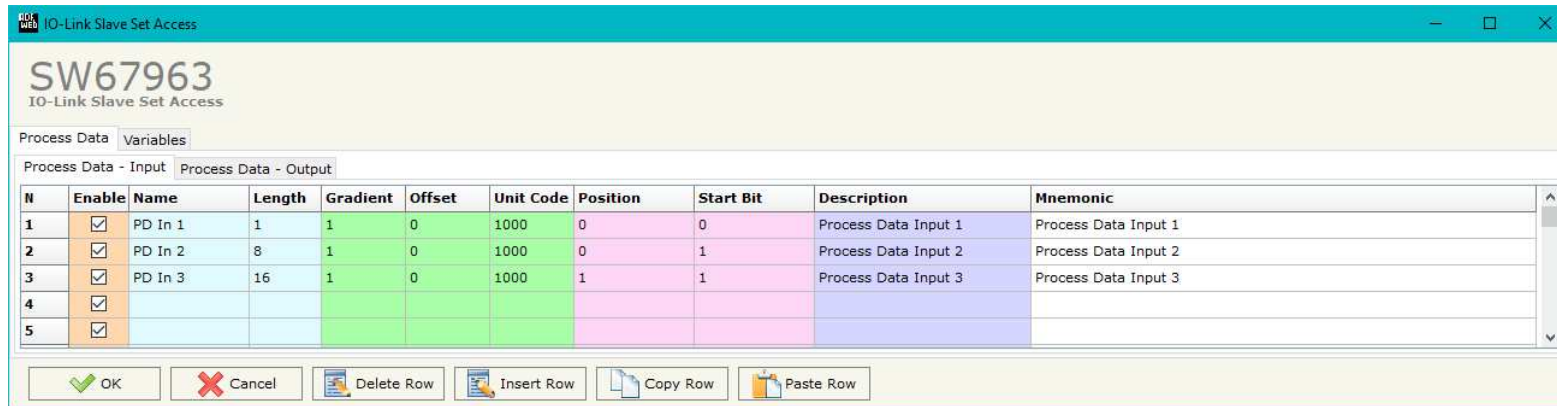 ADF WEB IO-Link Slave Set Access
SW67963
IO-Link Slave Set Access
Process Data Variables
Process Data - Input Process Data - Output
N Enable Name Length Gradient Offset Unit Code Position Start Bit Description Mnemonic
1 PD In 1 1 1 0 1000 0 0 Process Data Input 1 Process Data Input 1
2 PD In 2 8 1 0 1000 0 1 Process Data Input 2 Process Data Input 2
3 PD In 3 16 1 0 1000 1 1 Process Data Input 3 Process Data Input 3
4
5
OK Cancel Delete Row Insert Row Copy Row Paste Row